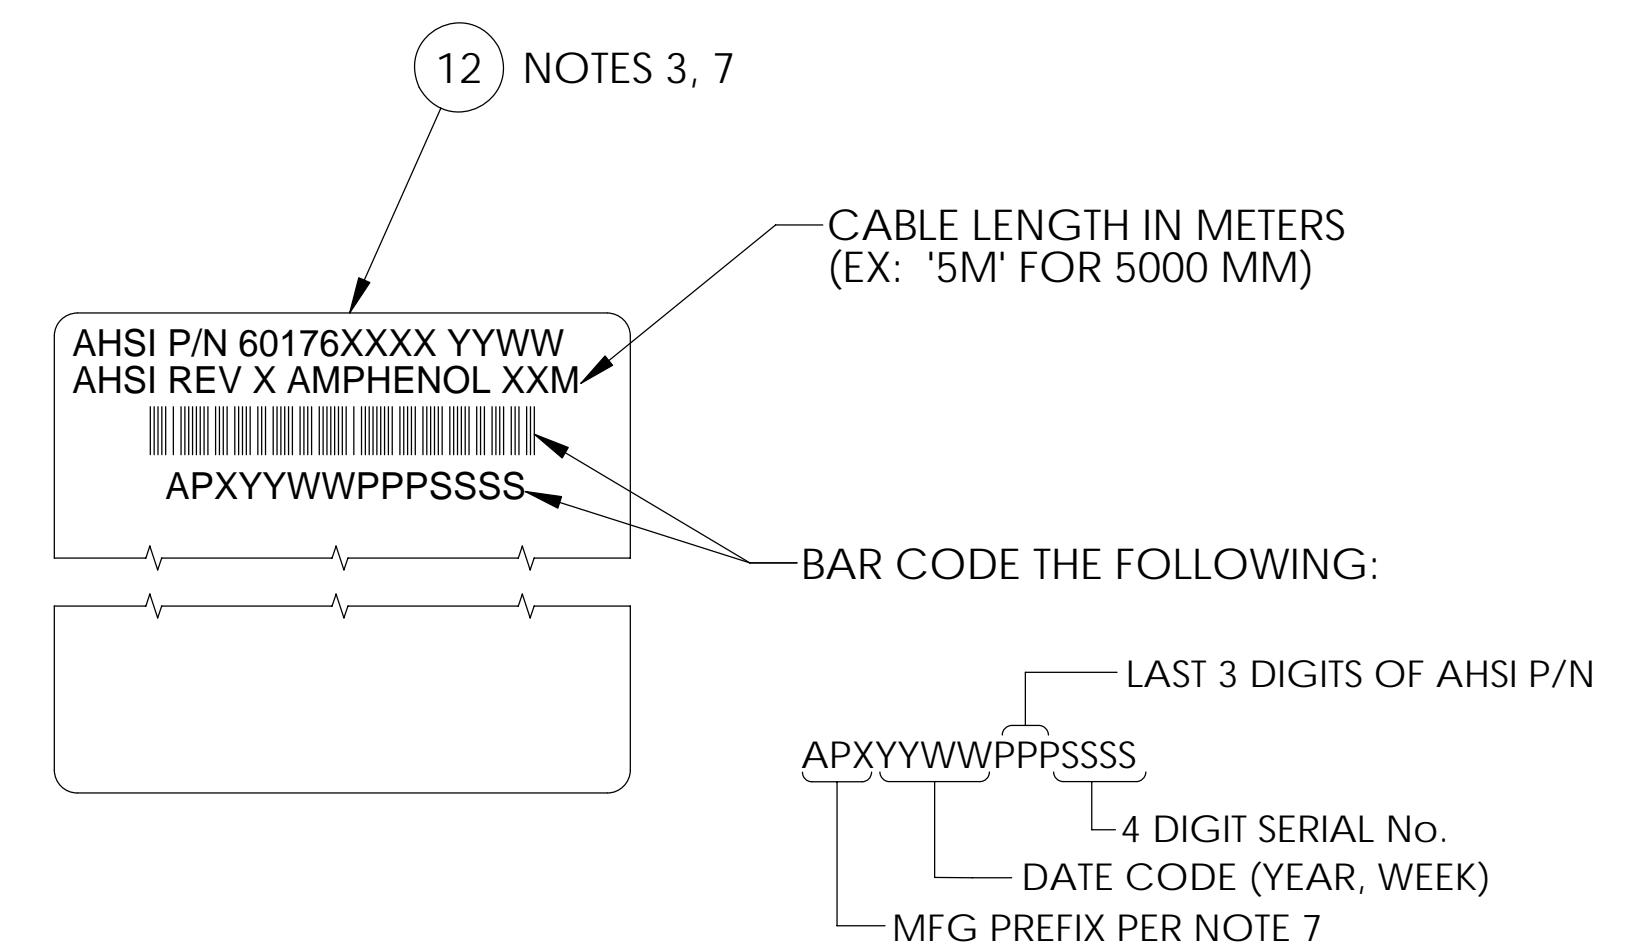 12 NOTES 3, 7
CABLE LENGTH IN METERS
(EX: '5M' FOR 5000 MM)
AHSI P/N 60176XXXX YYWW
AHSI REV X AMPHENOL XXM
APXYYWWPPPSSSS
BAR CODE THE FOLLOWING:
LAST 3 DIGITS OF AHSI P/N
APXYYWWPPPSSSS
4 DIGIT SERIAL No.
DATE CODE (YEAR, WEEK)
MFG PREFIX PER NOTE 7